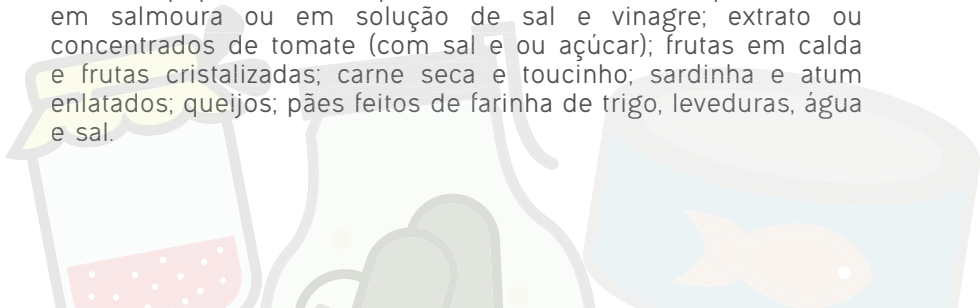 em salmoura ou em solução de sal e vinagre; extrato ou
concentrados de tomate (com sal e ou açúcar); frutas em calda
e frutas cristalizadas; carne seca e toucinho; sardinha e atum
enlatados; queijos; pães feitos de farinha de trigo, leveduras, água
e sal.